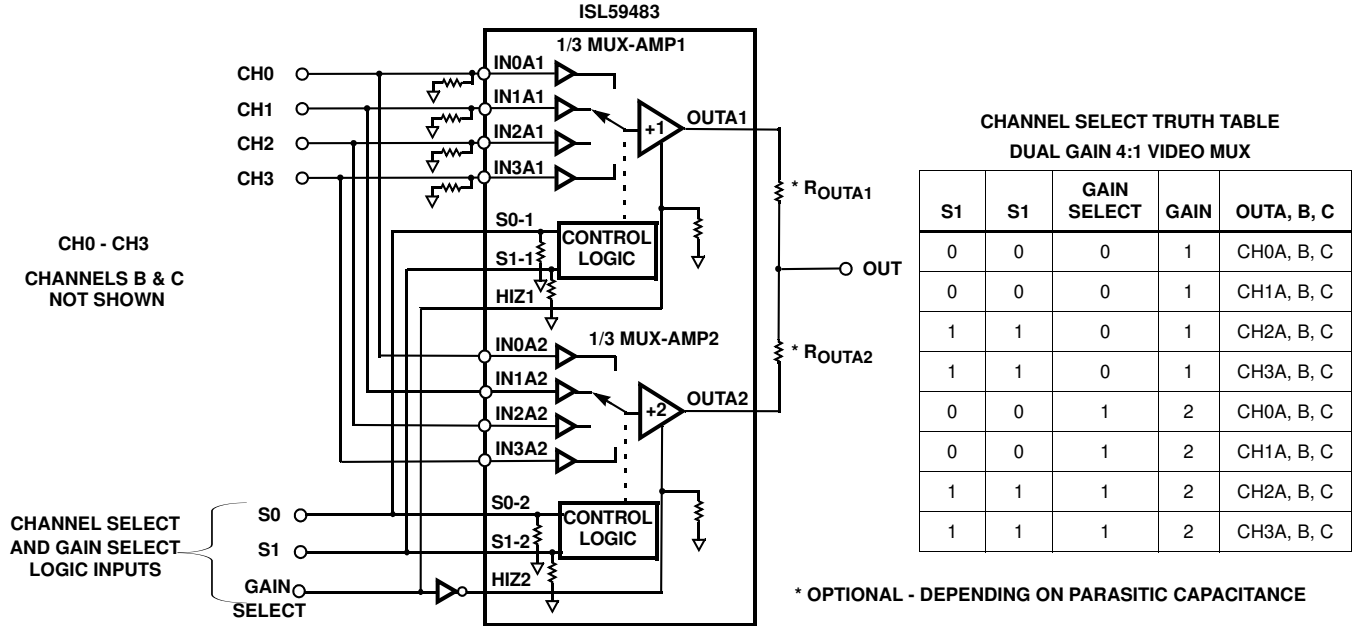 ISL59483
1/3 MUX-AMP1
CH0
CH1
CH2
CH3
IN0A1
IN1A1
IN2A1
IN3A1
+1
OUTA1
* ROUTA1
S0-1
S1-1
HIZ1
CONTROL
LOGIC
CH0 - CH3
CHANNELS B & C
NOT SHOWN
OUT
1/3 MUX-AMP2
IN0A2
IN1A2
IN2A2
IN3A2
+2
OUTA2
* ROUTA2
S0-2
S1-2
HIZ2
CONTROL
LOGIC
CHANNEL SELECT
AND GAIN SELECT
LOGIC INPUTS
S0
S1
GAIN
SELECT
CHANNEL SELECT TRUTH TABLE
DUAL GAIN 4:1 VIDEO MUX
S1 S1 GAIN SELECT GAIN OUTA, B, C
0 0 0 1 CH0A, B, C
0 0 0 1 CH1A, B, C
1 1 0 1 CH2A, B, C
1 1 0 1 CH3A, B, C
0 0 1 2 CH0A, B, C
0 0 1 2 CH1A, B, C
1 1 1 2 CH2A, B, C
1 1 1 2 CH3A, B, C
* OPTIONAL - DEPENDING ON PARASITIC CAPACITANCE